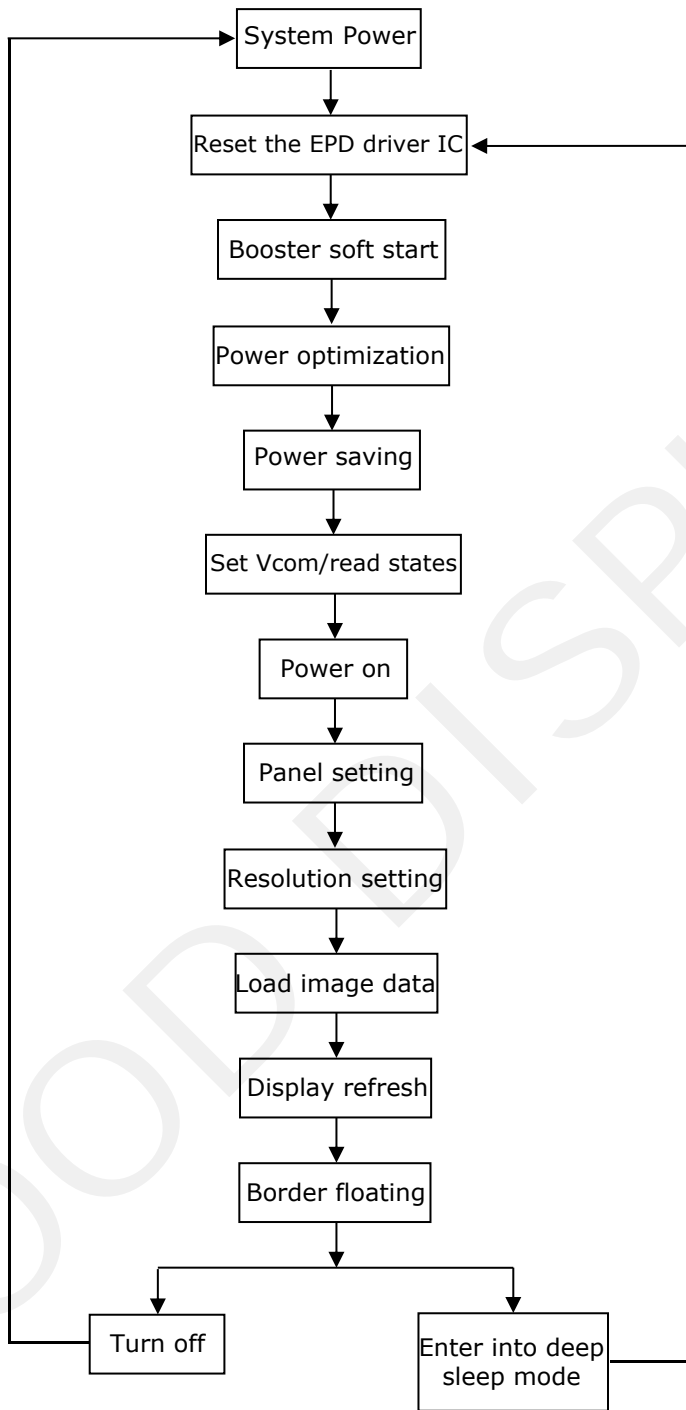 System Power
Reset the EPD driver IC
Booster soft start
Power optimization
Power saving
Set Vcom/read states
Power on
Panel setting
Resolution setting
Load image data
Display refresh
Border floating
Turn off
Enter into deep
sleep mode
OOD DISP